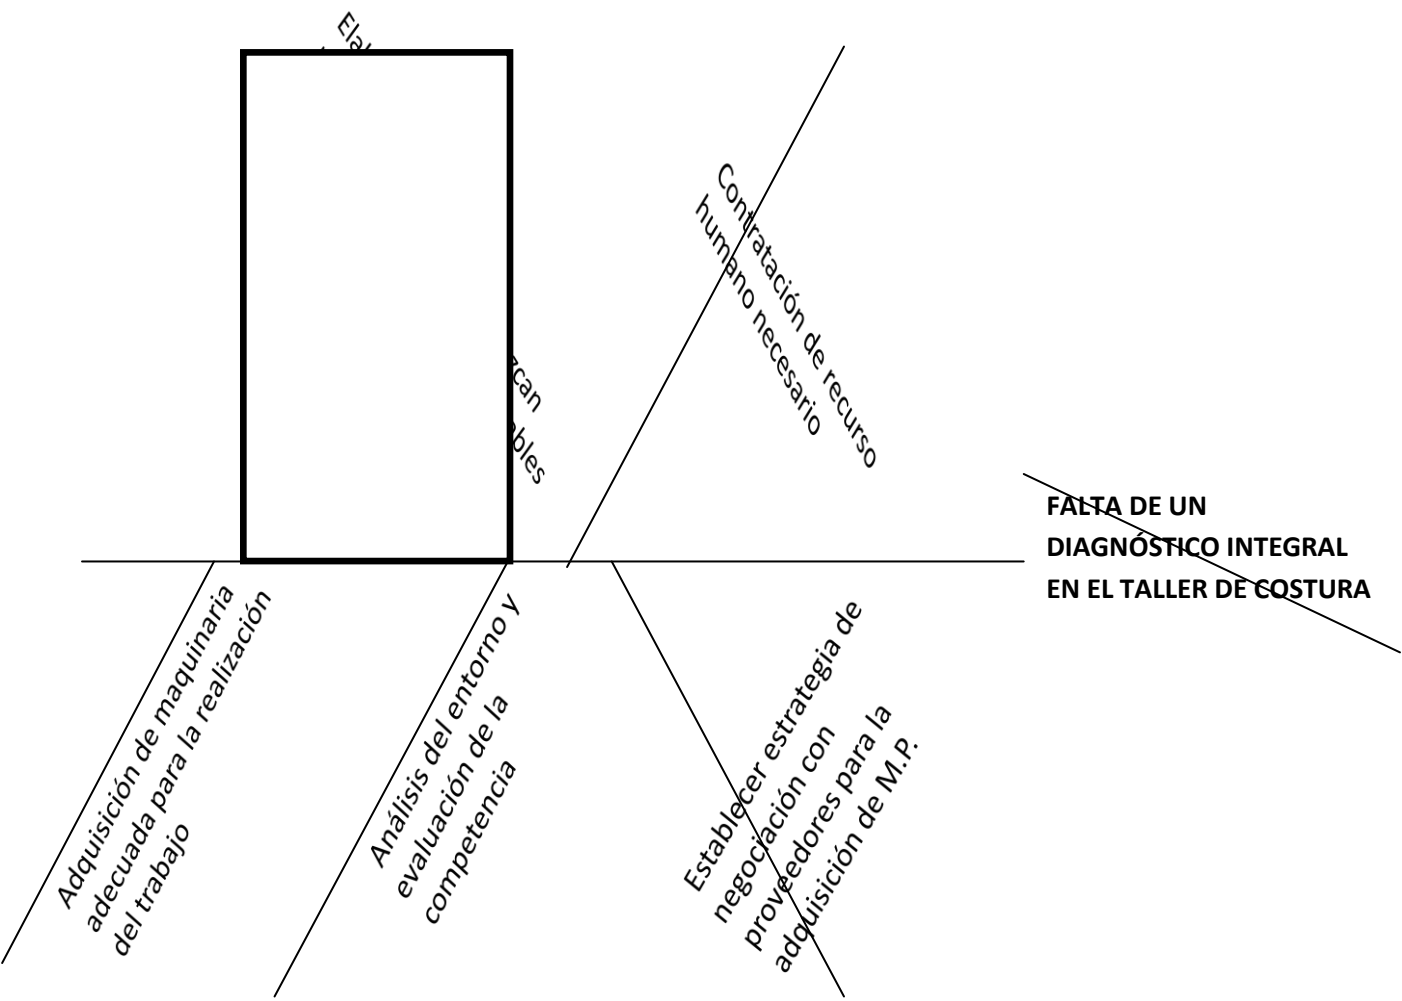 Contratación de recurso
humano necesario
FALTA DE UN
DIAGNÓSTICO INTEGRAL
EN EL TALLER DE COSTURA
Adquisición de maquinaria
adecuada para la realización
del trabajo
Análisis del entorno y
evaluación de la
competencia
Establecer estrategia de
negociación con
proveedores para la
adquisición de M.P.